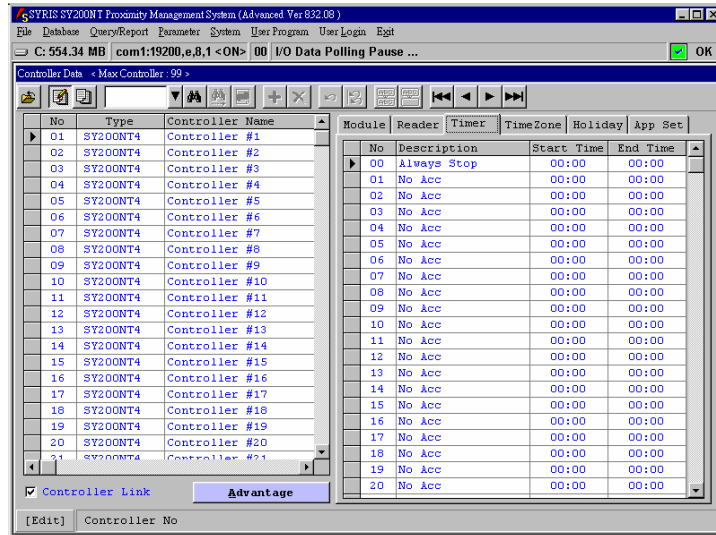 SYRIS SY200NT Proximity Management System (Advanced Ver 832.08 )
File Database Query/Report Parameter System User Program User Login Exit
C: 554.34 MB com1:19200,e,8,1 <ON> 00 I/O Data Polling Pause ... OK
Controller Data < Max Controller : 99 >
Module Reader Timer TimeZone Holiday App Set
No Type Controller Name
01 SY200NT4 Controller #1
02 SY200NT4 Controller #2
03 SY200NT4 Controller #3
04 SY200NT4 Controller #4
05 SY200NT4 Controller #5
06 SY200NT4 Controller #6
07 SY200NT4 Controller #7
08 SY200NT4 Controller #8
09 SY200NT4 Controller #9
10 SY200NT4 Controller #10
11 SY200NT4 Controller #11
12 SY200NT4 Controller #12
13 SY200NT4 Controller #13
14 SY200NT4 Controller #14
15 SY200NT4 Controller #15
16 SY200NT4 Controller #16
17 SY200NT4 Controller #17
18 SY200NT4 Controller #18
19 SY200NT4 Controller #19
20 SY200NT4 Controller #20
21 SY200NT4 Controller #21
Controller Link
Advantage
No Description Start Time End Time
00 Always Stop 00:00 00:00
01 No Acc 00:00 00:00
02 No Acc 00:00 00:00
03 No Acc 00:00 00:00
04 No Acc 00:00 00:00
05 No Acc 00:00 00:00
06 No Acc 00:00 00:00
07 No Acc 00:00 00:00
08 No Acc 00:00 00:00
09 No Acc 00:00 00:00
10 No Acc 00:00 00:00
11 No Acc 00:00 00:00
12 No Acc 00:00 00:00
13 No Acc 00:00 00:00
14 No Acc 00:00 00:00
15 No Acc 00:00 00:00
16 No Acc 00:00 00:00
17 No Acc 00:00 00:00
18 No Acc 00:00 00:00
19 No Acc 00:00 00:00
20 No Acc 00:00 00:00
[Edit] Controller No